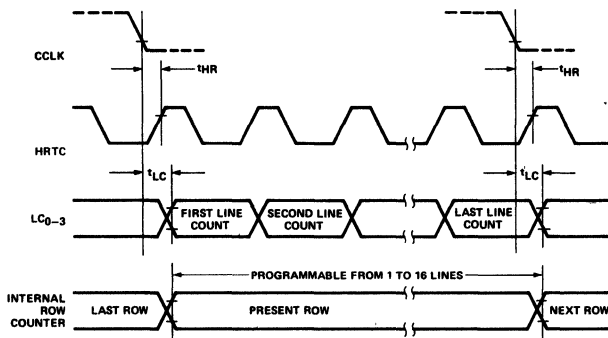 CCLK
tHR
tHR
HRTC
tLC
tLC
LC0–3
FIRST LINE
COUNT
SECOND LINE
COUNT
LAST LINE
COUNT
PROGRAMMABLE FROM 1 TO 16 LINES
INTERNAL
ROW
COUNTER
LAST ROW
PRESENT ROW
NEXT ROW